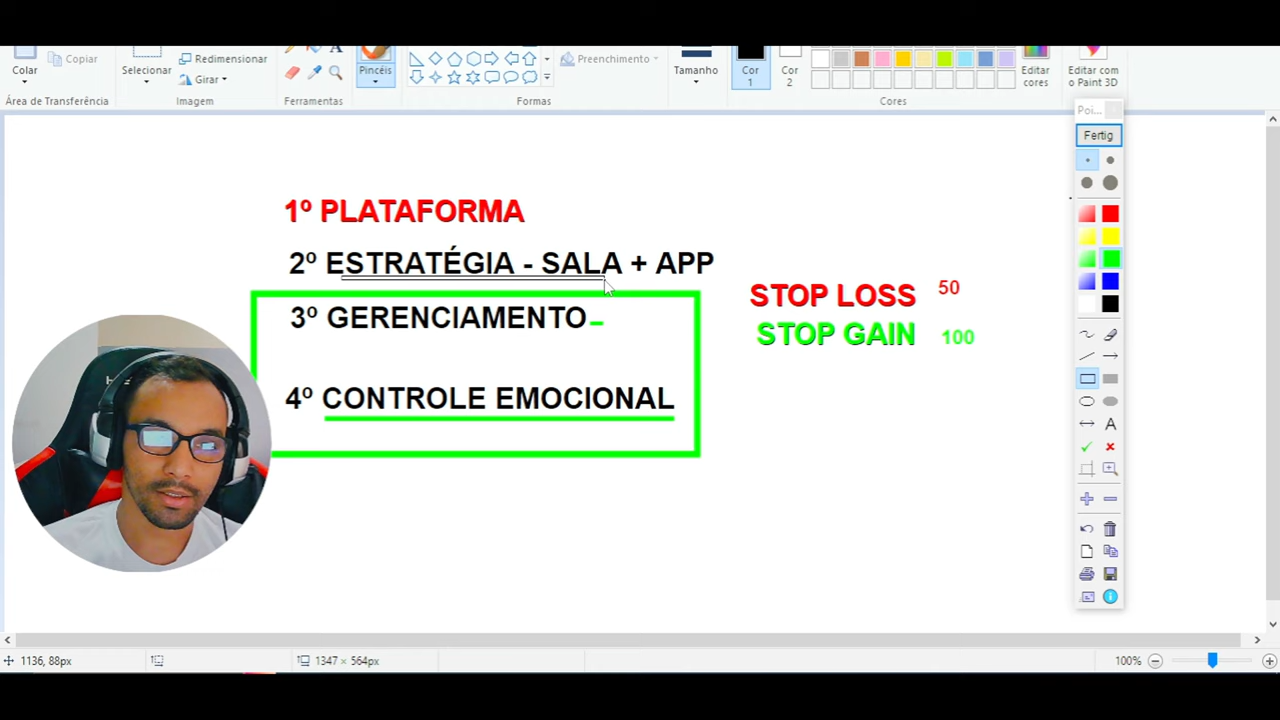 Colar
Copiar
Área de Transferência
Selecionar
Redimensionar
Girar
Imagem
A
Ferramentas
Pincéis
Formas
Preenchimento
Tamanho
Cor
1
Cor
2
Cores
Editar
cores
Editar com
o Paint 3D
Poi...
Fertig
A
1º PLATAFORMA
2º ESTRATÉGIA - SALA + APP
3º GERENCIAMENTO
4º CONTROLE EMOCIONAL
STOP LOSS 50
STOP GAIN 100
1136, 88px
1347 × 564px
100%